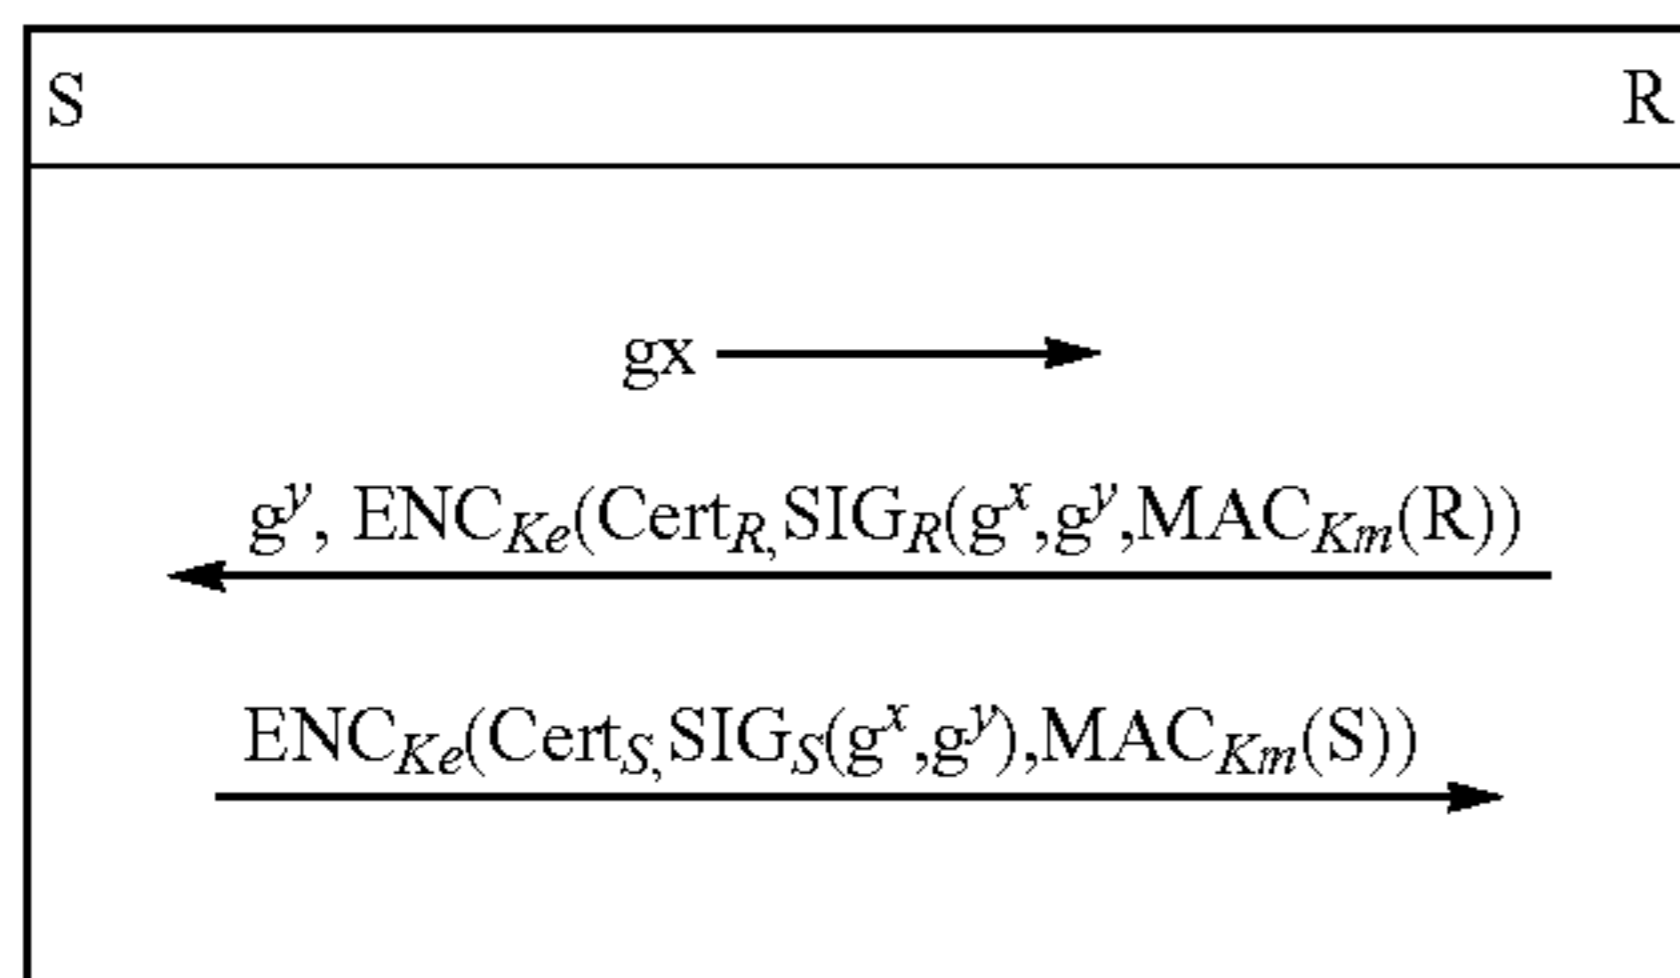 S R
gx
g^y, ENC_Ke(Cert_R,SIG_R(g^x,g^y,MAC_Km(R))
ENC_Ke(Cert_S,SIG_S(g^x,g^y),MAC_Km(S))